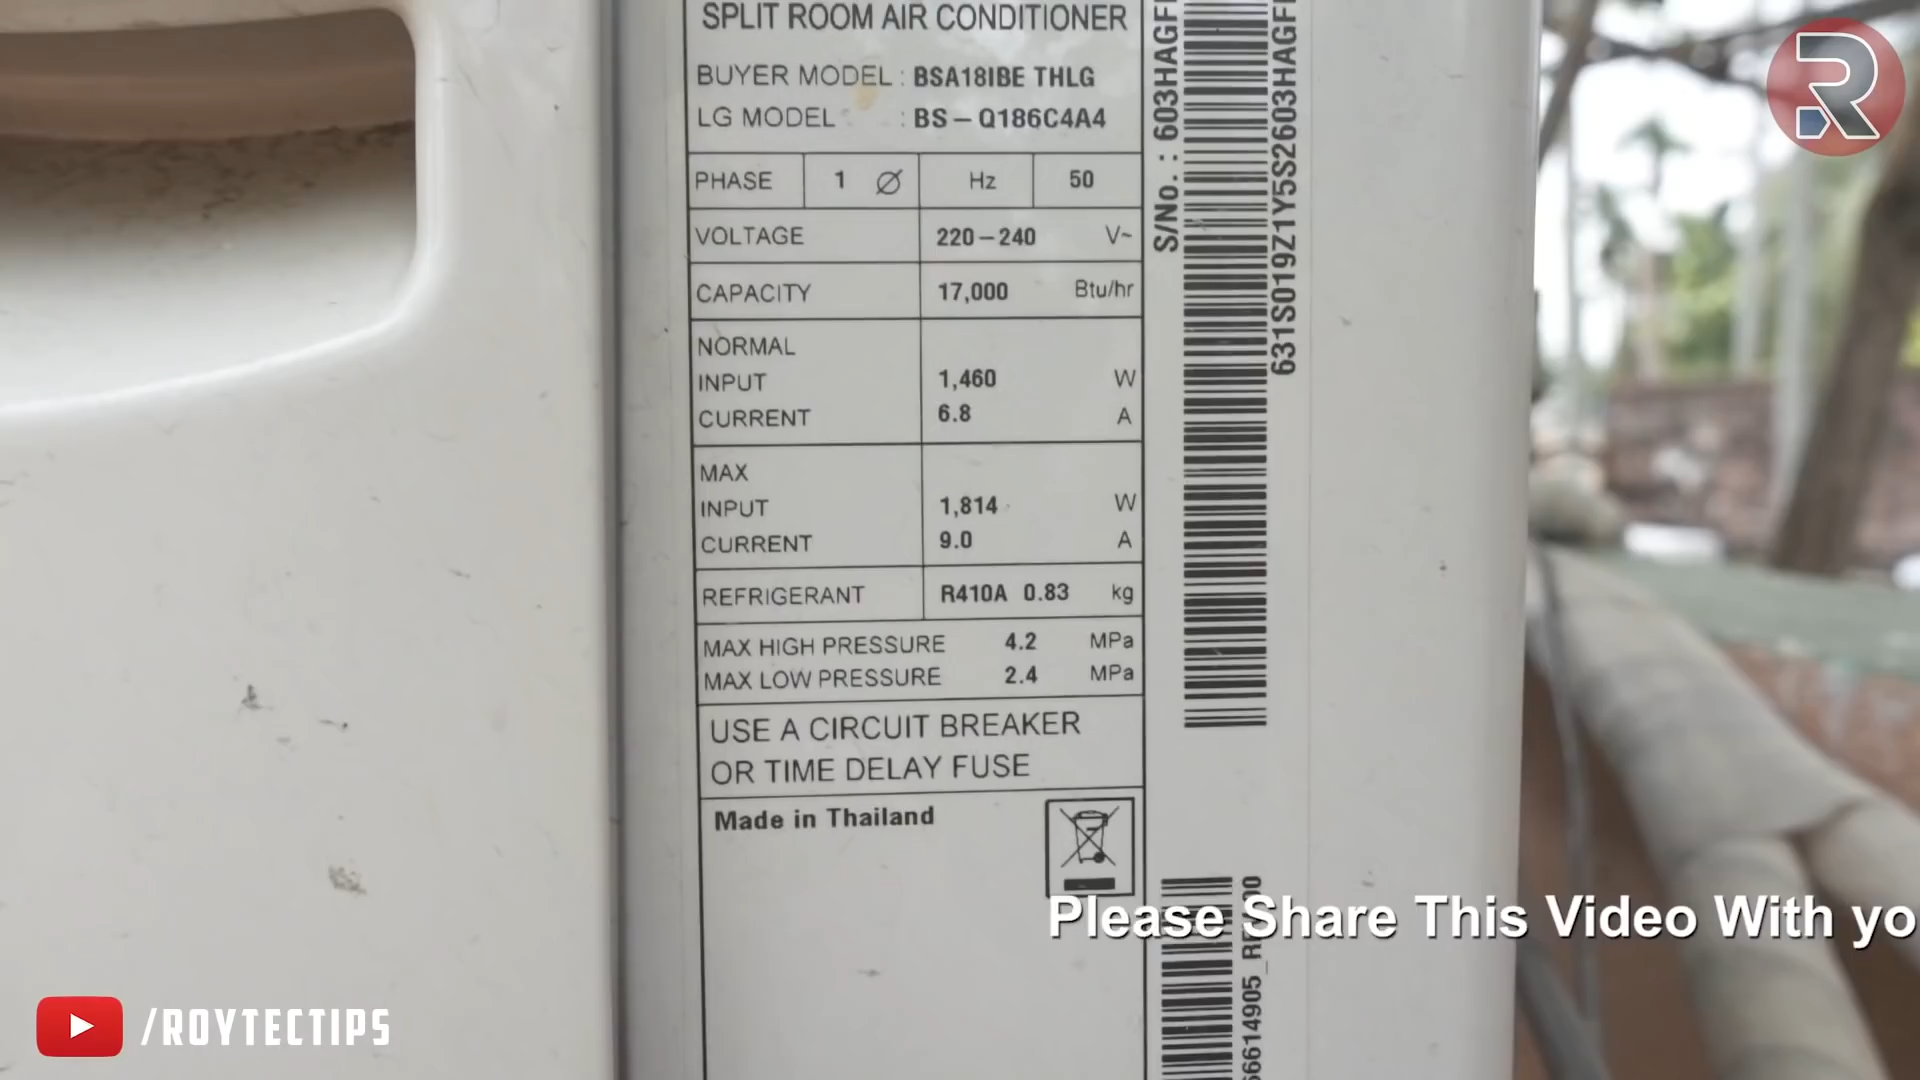 SPLIT ROOM AIR CONDITIONER
BUYER MODEL : BSA18IBE THLG
LG MODEL : BS-Q186C4A4
PHASE 1 Ø Hz 50
VOLTAGE 220-240 V~
CAPACITY 17,000 Btu/hr
NORMAL
INPUT 1,460 W
CURRENT 6.8 A
MAX
INPUT 1,814 W
CURRENT 9.0 A
REFRIGERANT R410A 0.83 kg
MAX HIGH PRESSURE 4.2 MPa
MAX LOW PRESSURE 2.4 MPa
USE A CIRCUIT BREAKER
OR TIME DELAY FUSE
Made in Thailand
S/No. : 603HAGF
631S019Z1Y5S2603HAGF
R
Please Share This Video With yo
/ROYTECTIPS